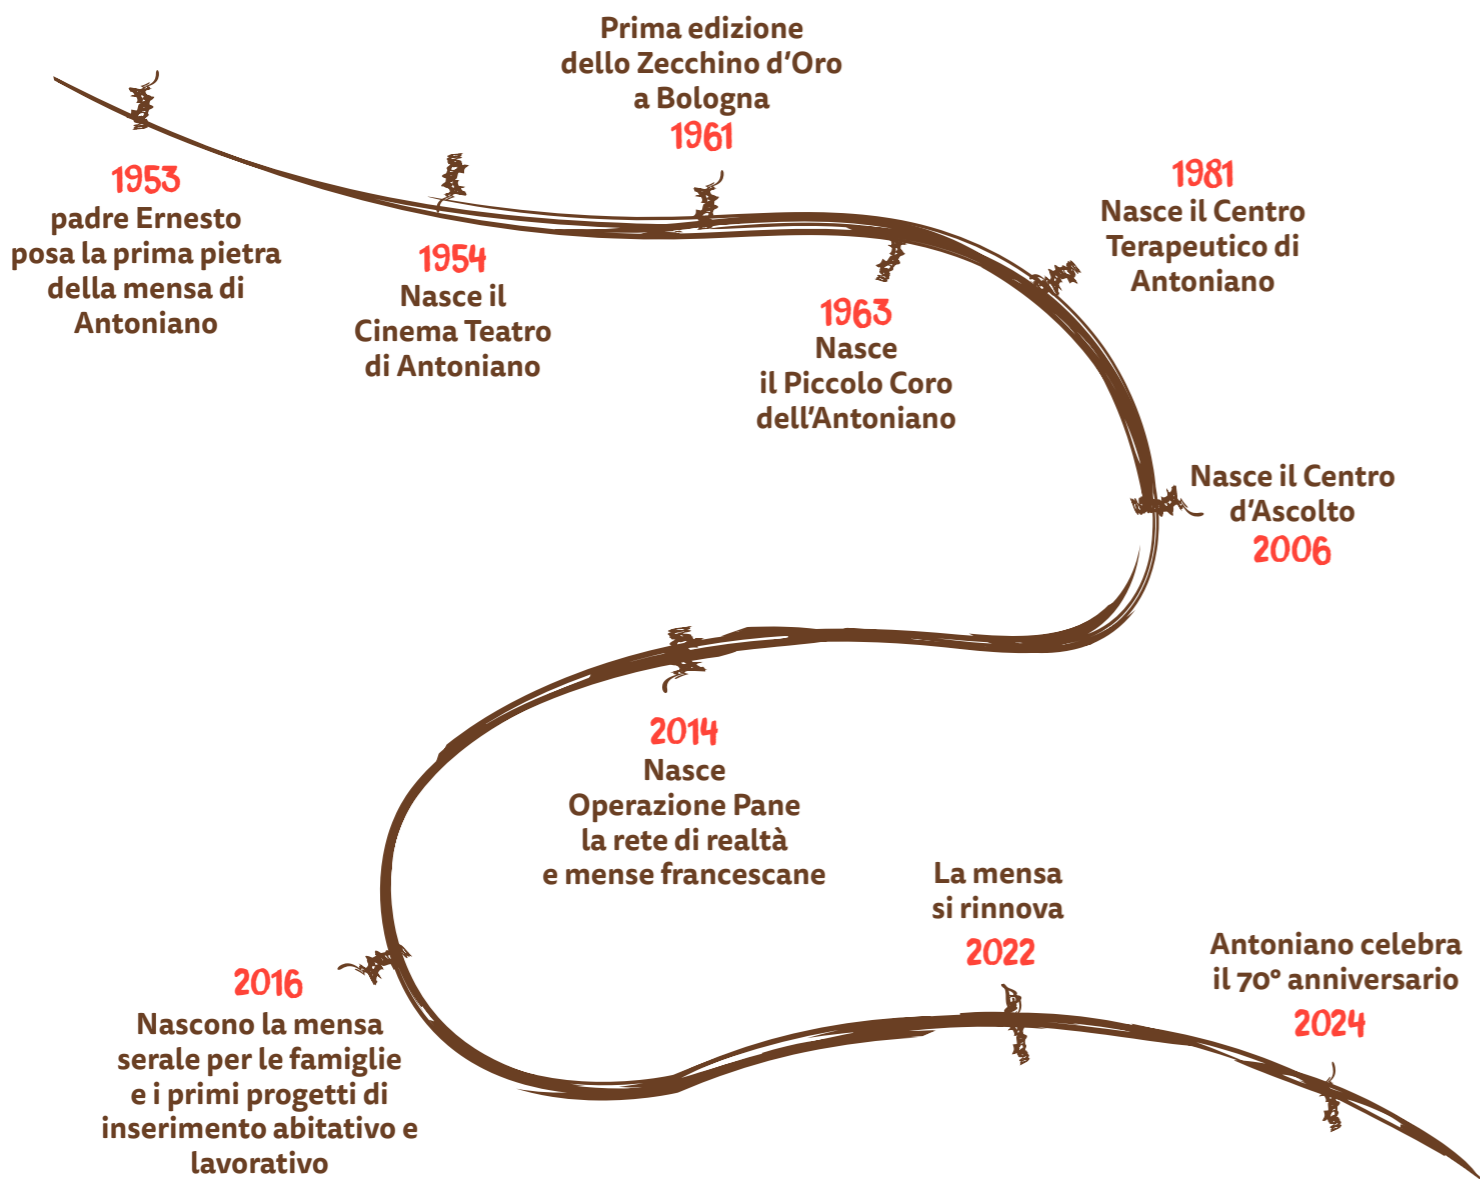 1953
padre Ernesto
posa la prima pietra
della mensa di
Antoniano
1954
Nasce il
Cinema Teatro
di Antoniano
Prima edizione
dello Zecchino d’Oro
a Bologna
1961
1963
Nasce
il Piccolo Coro
dell’Antoniano
1981
Nasce il Centro
Terapeutico di
Antoniano
Nasce il Centro
d’Ascolto
2006
2014
Nasce
Operazione Pane
la rete di realtà
e mense francescane
2016
Nascono la mensa
serale per le famiglie
e i primi progetti di
inserimento abitativo e
lavorativo
La mensa
si rinnova
2022
Antoniano celebra
il 70° anniversario
2024